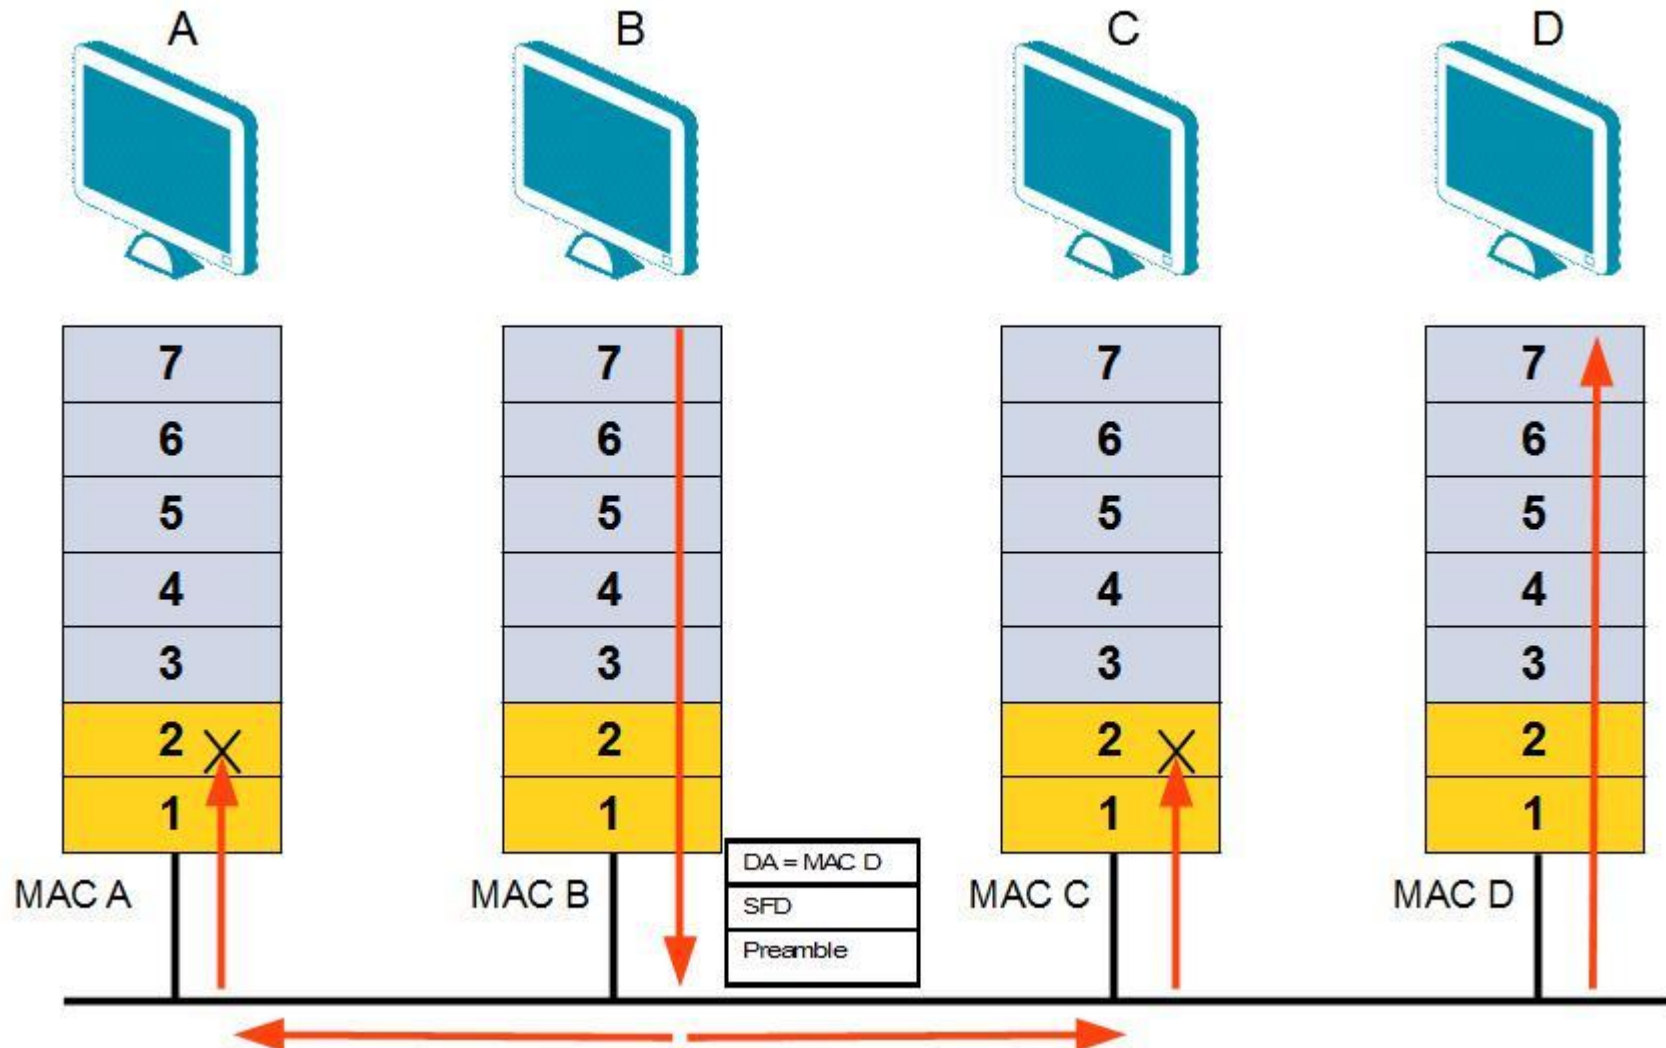 A B C D
7 7 7 7
6 6 6 6
5 5 5 5
4 4 4 4
3 3 3 3
2 2 2 2
1 1 1 1
MAC A MAC B MAC C MAC D
DA = MAC D
SFD
Preamble